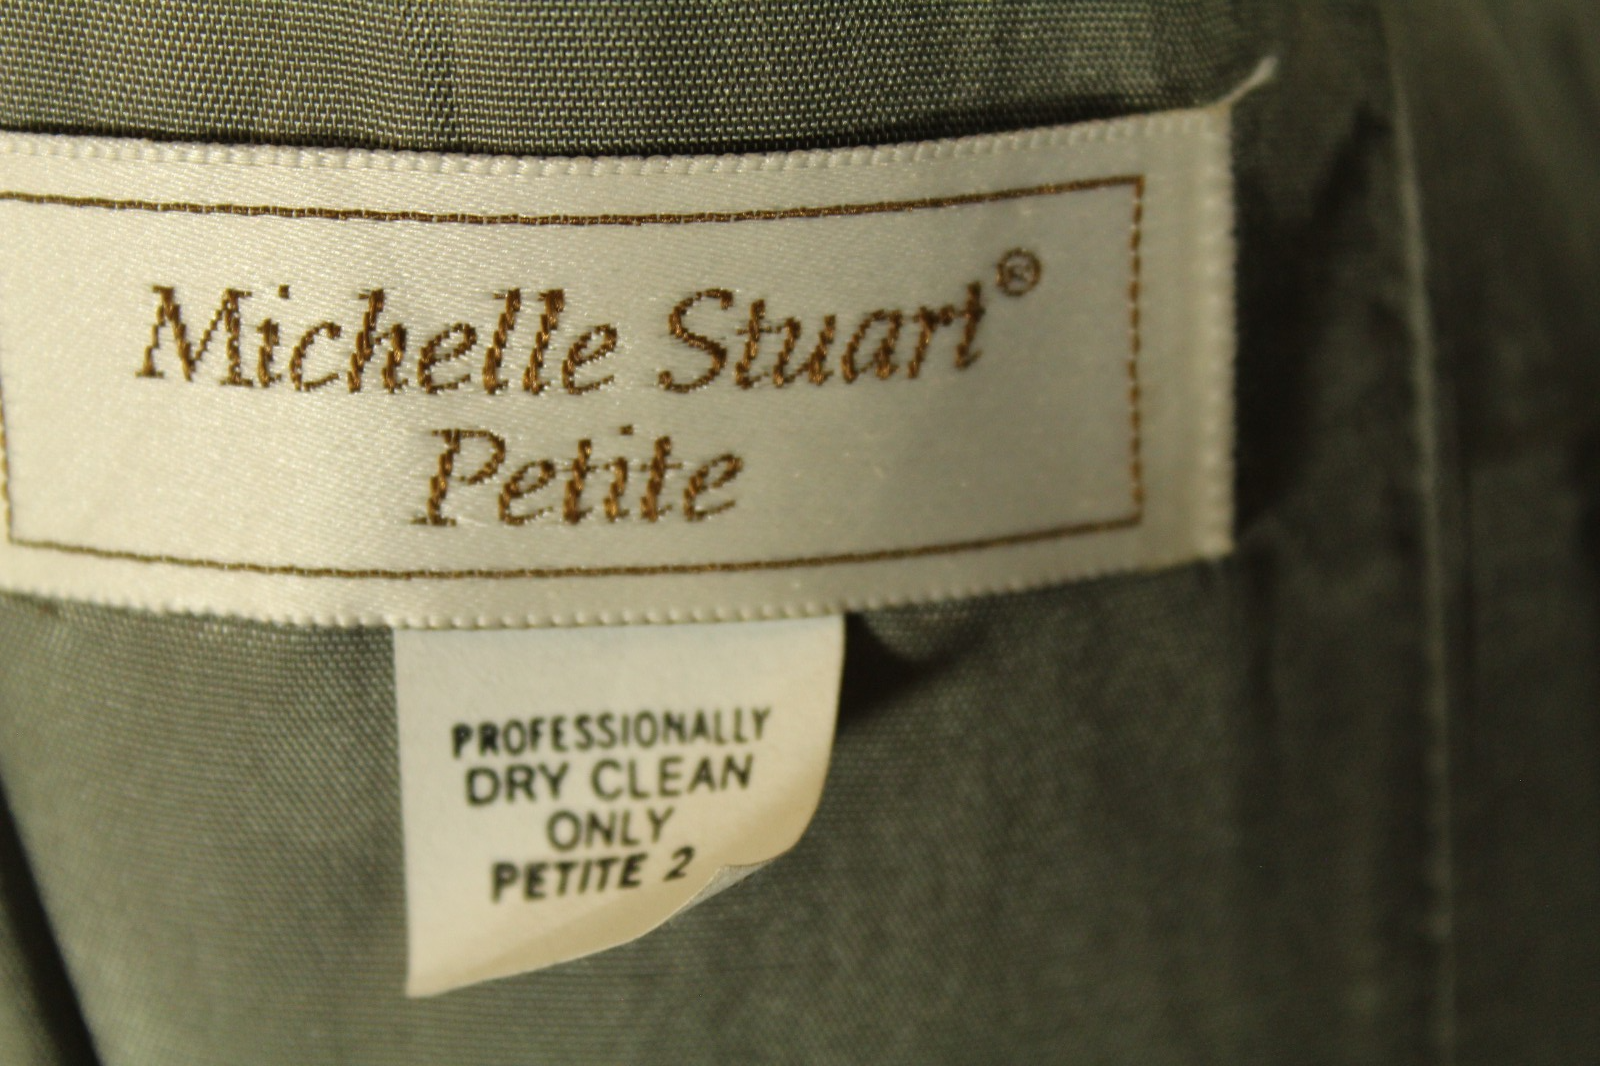 Michelle Stuart®
Petite
PROFESSIONALLY
DRY CLEAN
ONLY
PETITE 2